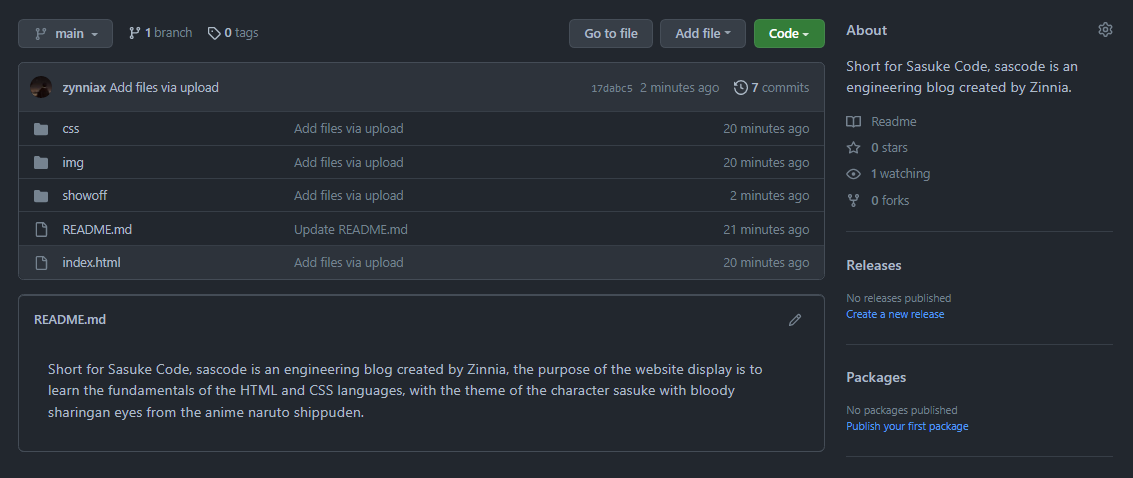 main
1 branch
0 tags
Go to file
Add file
Code
zynniax Add files via upload
17dabc5 2 minutes ago
7 commits
css Add files via upload 20 minutes ago
img Add files via upload 20 minutes ago
showoff Add files via upload 2 minutes ago
README.md Update README.md 21 minutes ago
index.html Add files via upload 20 minutes ago
README.md
Short for Sasuke Code, sascode is an engineering blog created by Zinnia, the purpose of the website display is to
learn the fundamentals of the HTML and CSS languages, with the theme of the character sasuke with bloody
sharingan eyes from the anime naruto shippuden.
About
Short for Sasuke Code, sascode is an
engineering blog created by Zinnia.
Readme
0 stars
1 watching
0 forks
Releases
No releases published
Create a new release
Packages
No packages published
Publish your first package